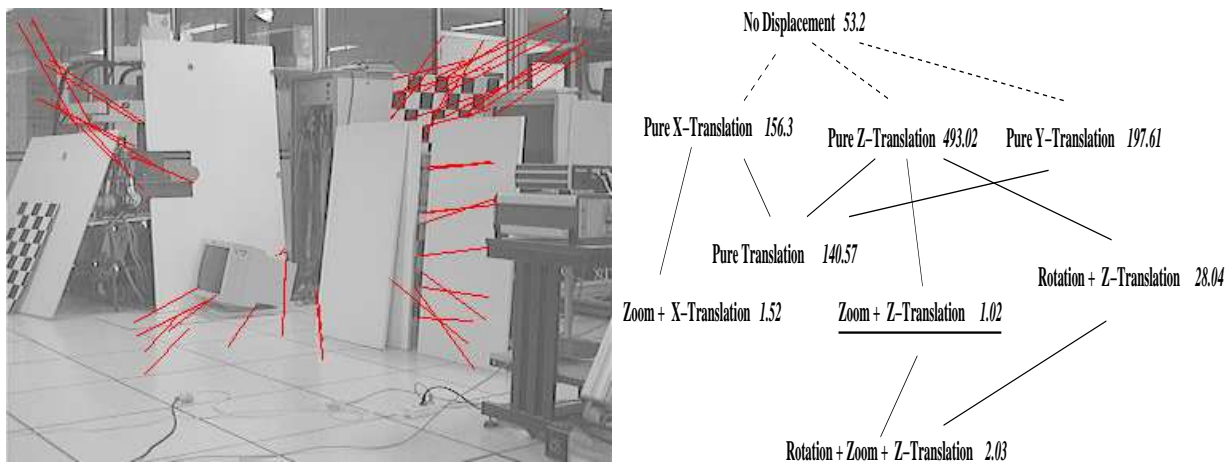 No Displacement 53.2
Pure X-Translation 156.3
Pure Z-Translation 493.02
Pure Y-Translation 197.61
Pure Translation 140.57
Rotation + Z-Translation 28.04
Zoom + X-Translation 1.52
Zoom + Z-Translation 1.02
Rotation + Zoom + Z-Translation 2.03